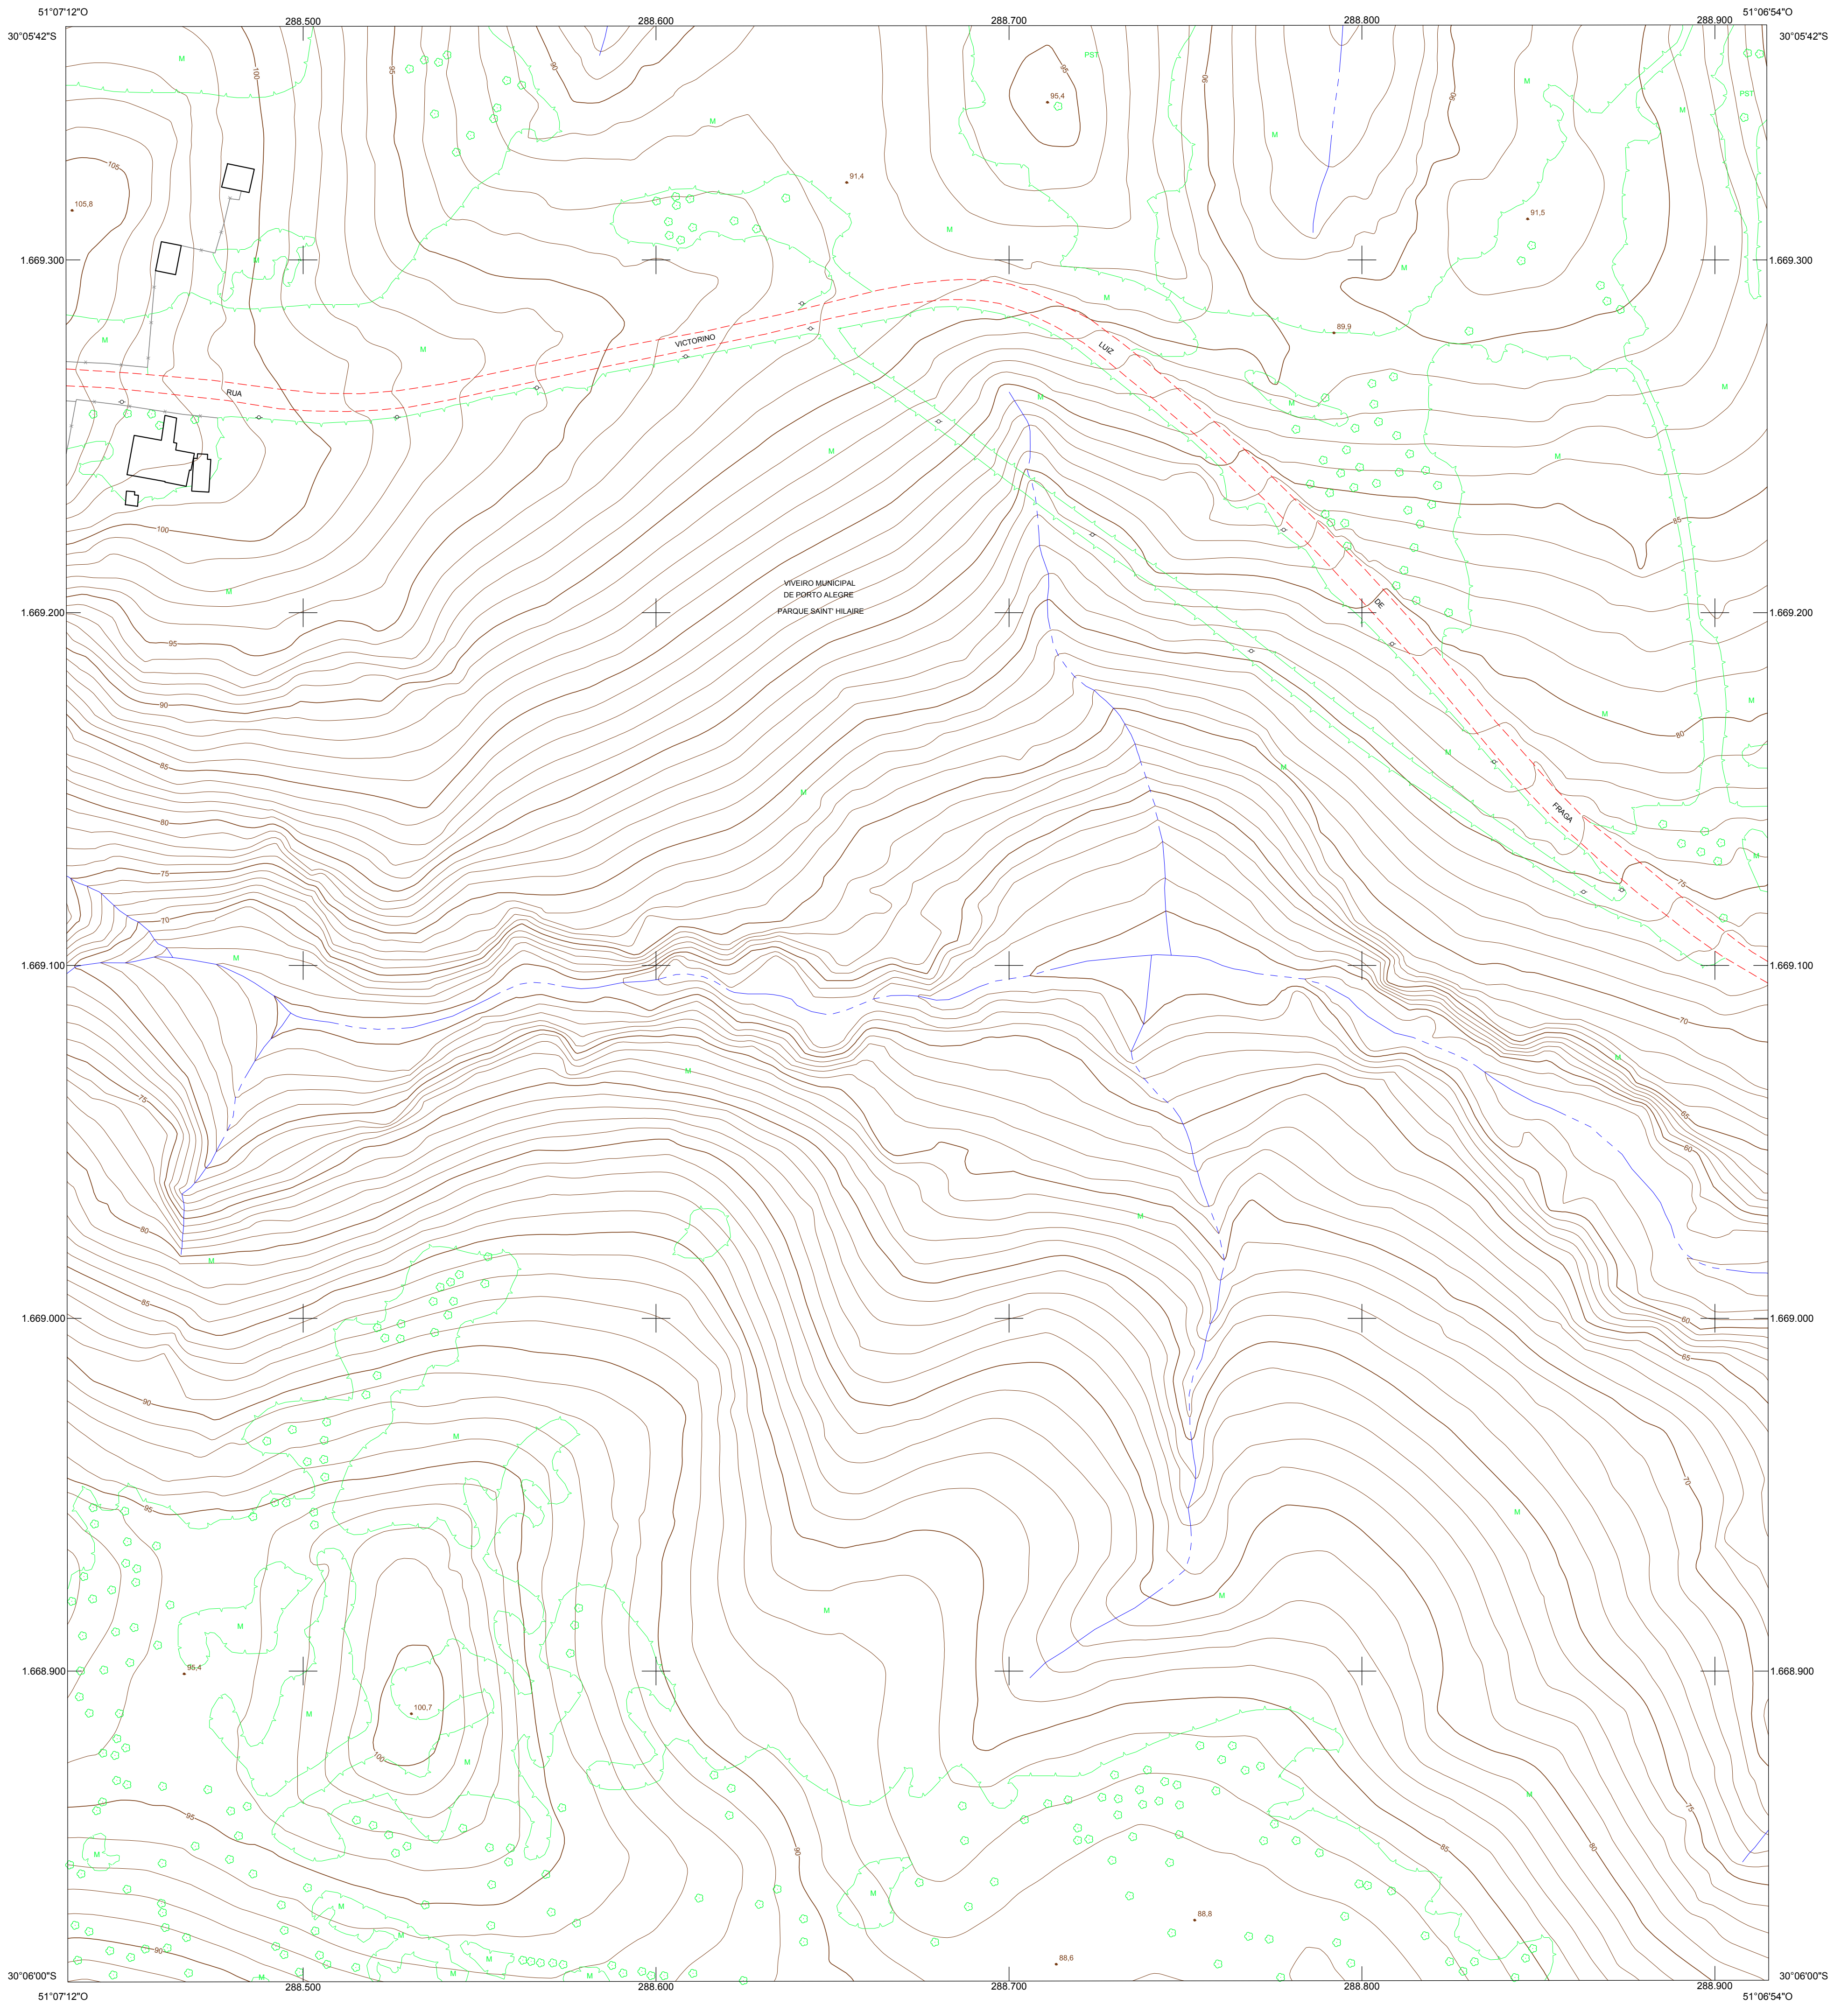 51°07'12"O
288.500
288.600
288.700
288.800
288.900
51°06'54"O
30°05'42"S
30°05'42"S
M
100
95
90
PST
95
90
90
M
95,4
PST
M
M
M
M
105
91,4
105,8
91,5
M
M
1.669.300
M
1.669.300
M
M
89,9
M
VICTORINO
LUIZ
M
M
RUA
M
M
M
M
85
100
VIVEIRO MUNICIPAL
DE PORTO ALEGRE
M
PARQUE SAINT' HILAIRE
DE
1.669.200
1.669.200
95
M
90
M
M
80
M
85
M
M
FRAGA
80
M
75
75
70
M
1.669.100
1.669.100
70
M
M
75
65
60
M
80
M
85
1.669.000
60
1.669.000
65
90
M
70
95
M
M
M
M
95,4
1.668.900
1.668.900
100,7
M
100
M
M
75
95
85
80
90
M
M
M
88,8
M
90
M
88,6
M
M
M
30°06'00"S
30°06'00"S
288.500
288.600
288.700
288.800
288.900
51°07'12"O
51°06'54"O